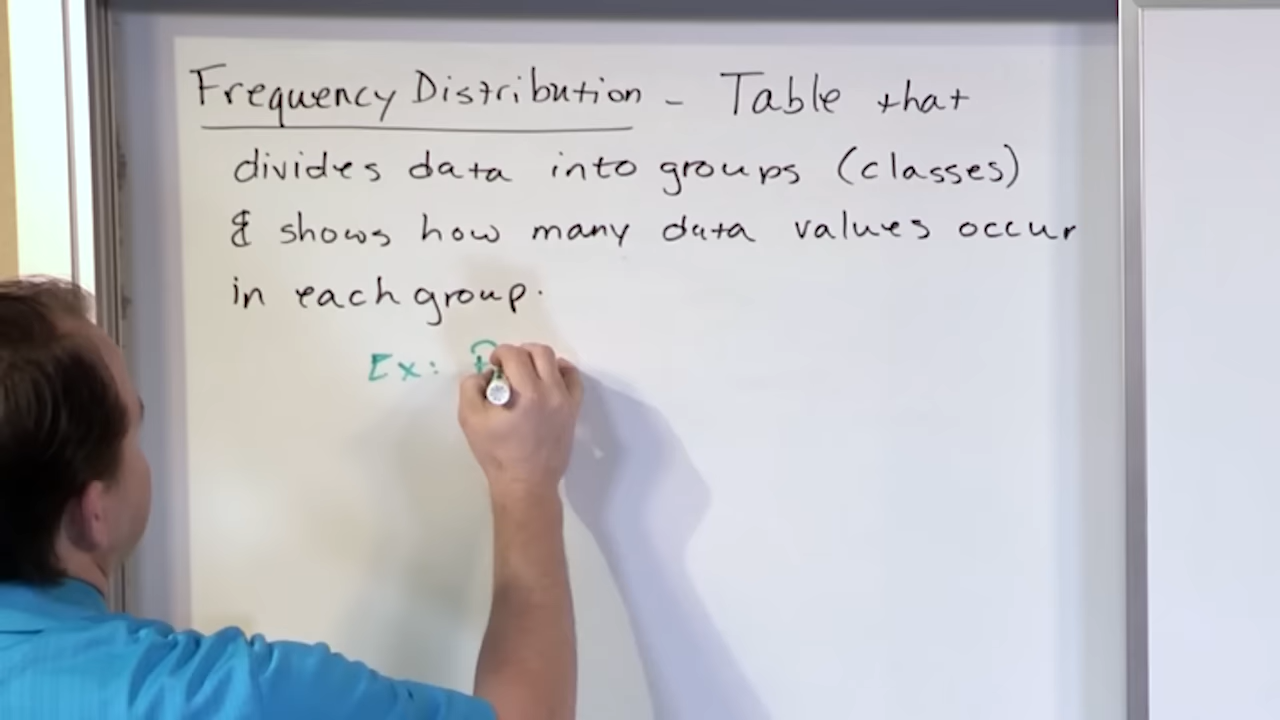 Frequency Distribution - Table that
divides data into groups (classes)
& shows how many data values occur
in each group.
Ex: